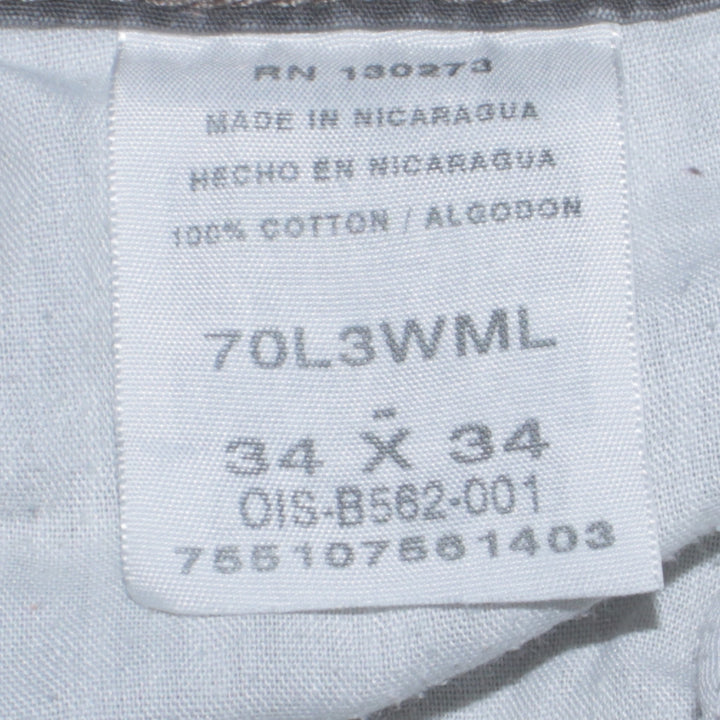 RN 130273
MADE IN NICARAGUA
HECHO EN NICARAGUA
100% COTTON / ALGODON
70L3WML
34 X 34
OIS-B562-001
755107561403